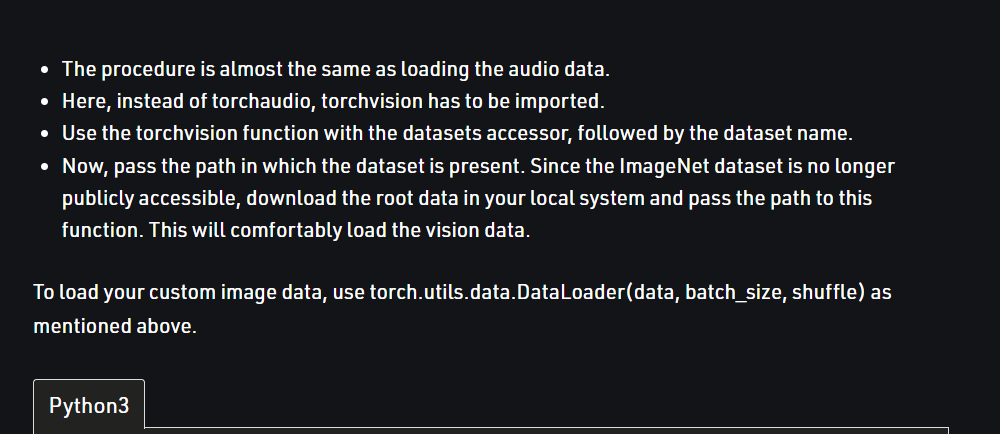 • The procedure is almost the same as loading the audio data.
• Here, instead of torchaudio, torchvision has to be imported.
• Use the torchvision function with the datasets accessor, followed by the dataset name.
• Now, pass the path in which the dataset is present. Since the ImageNet dataset is no longer
publicly accessible, download the root data in your local system and pass the path to this
function. This will comfortably load the vision data.
To load your custom image data, use torch.utils.data.DataLoader(data, batch_size, shuffle) as
mentioned above.
Python3